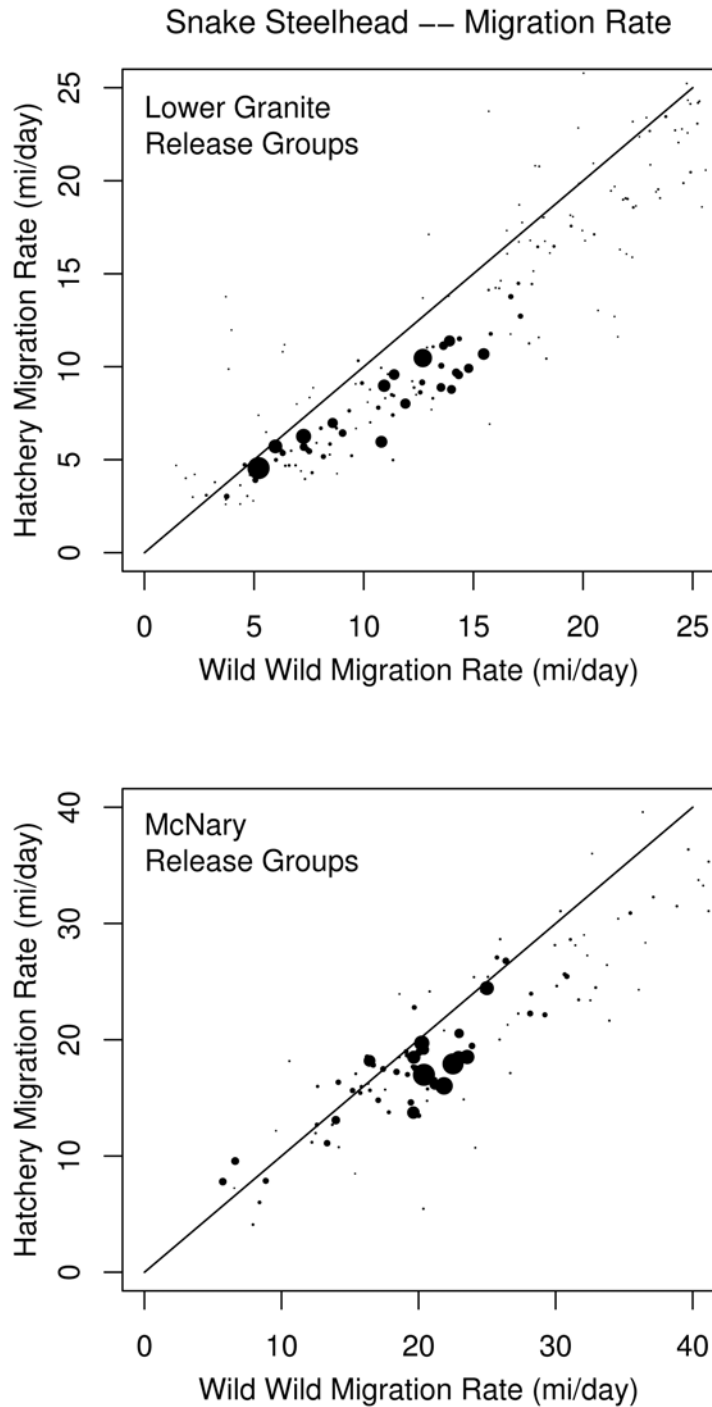 Snake Steelhead −− Migration Rate
Lower Granite
Release Groups
Hatchery Migration Rate (mi/day)
25
20
15
10
5
0
0 5 10 15 20 25
Wild Wild Migration Rate (mi/day)
McNary
Release Groups
Hatchery Migration Rate (mi/day)
40
30
20
10
0
0 10 20 30 40
Wild Wild Migration Rate (mi/day)